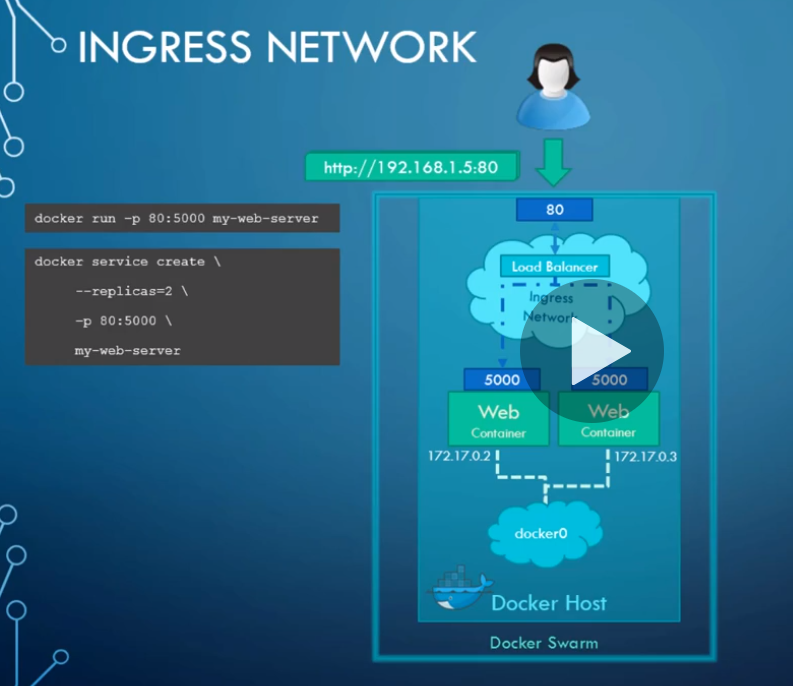 INGRESS NETWORK
http://192.168.1.5:80
docker run -p 80:5000 my-web-server
docker service create \
--replicas=2 \
-p 80:5000 \
my-web-server
80
Load Balancer
Ingress
Network
5000
5000
Web
Container
Web
Container
172.17.0.2
172.17.0.3
docker0
Docker Host
Docker Swarm